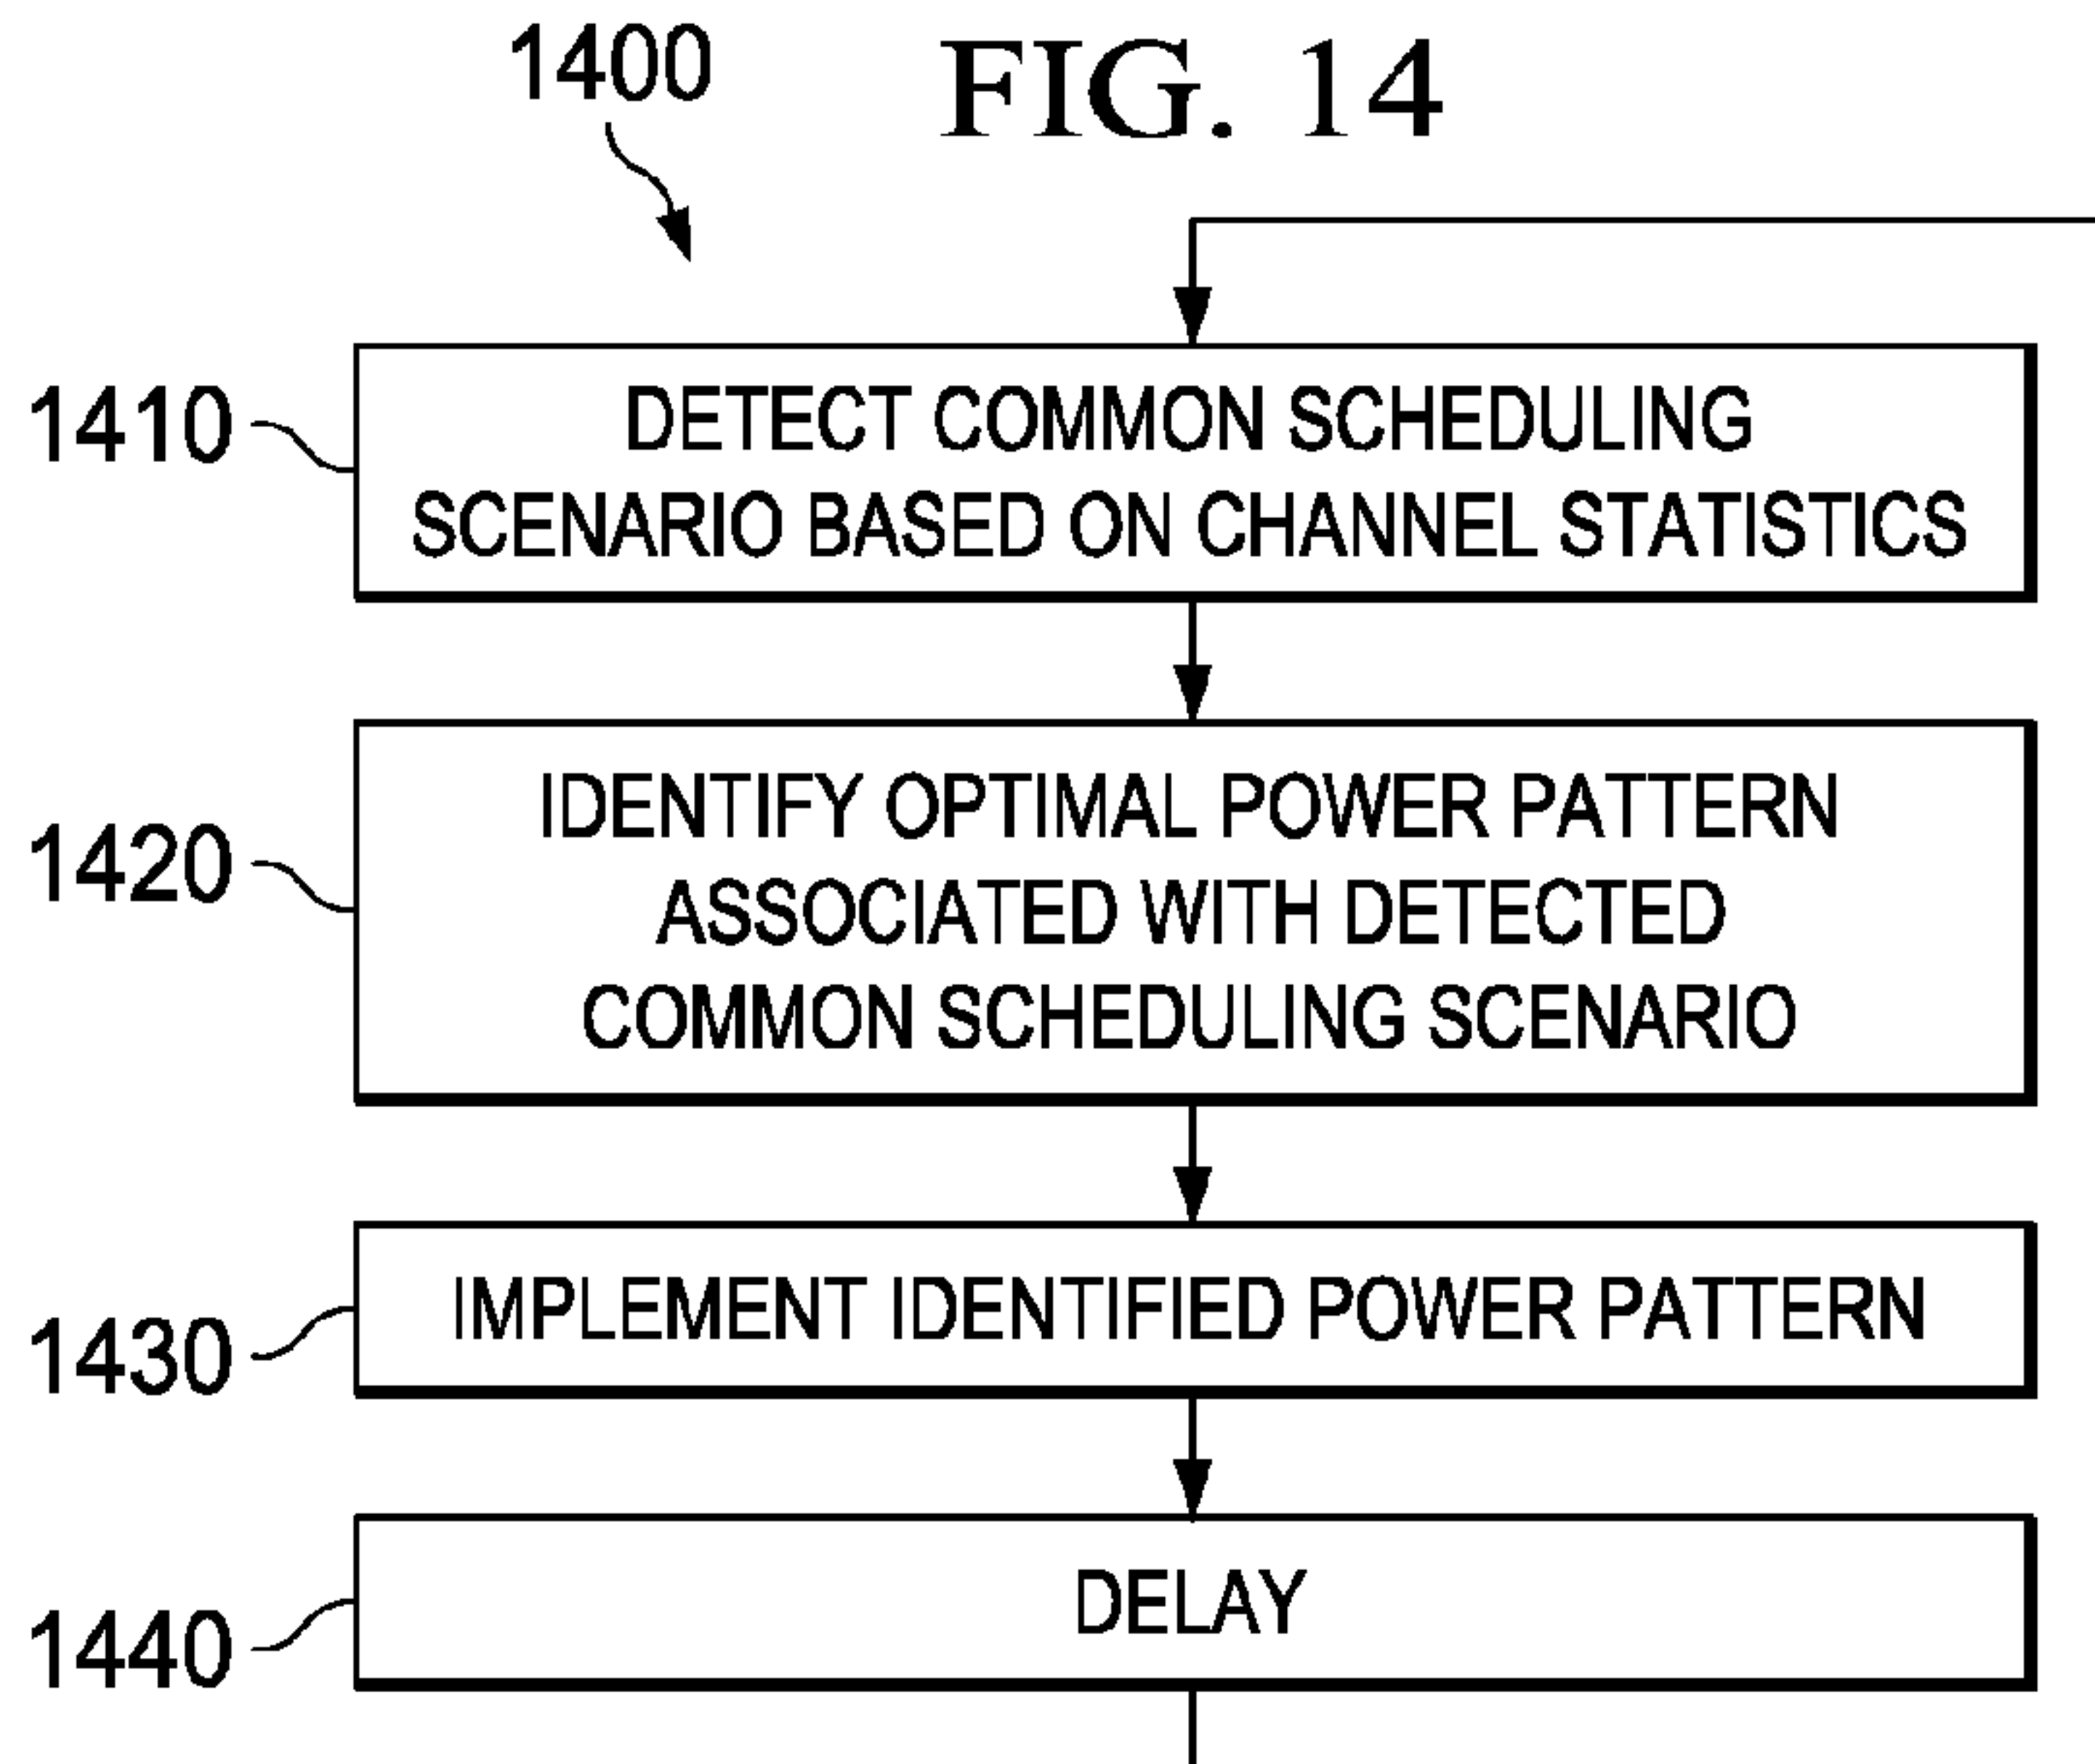 1400
FIG. 14
1410
DETECT COMMON SCHEDULING
SCENARIO BASED ON CHANNEL STATISTICS
1420
IDENTIFY OPTIMAL POWER PATTERN
ASSOCIATED WITH DETECTED
COMMON SCHEDULING SCENARIO
1430
IMPLEMENT IDENTIFIED POWER PATTERN
1440
DELAY